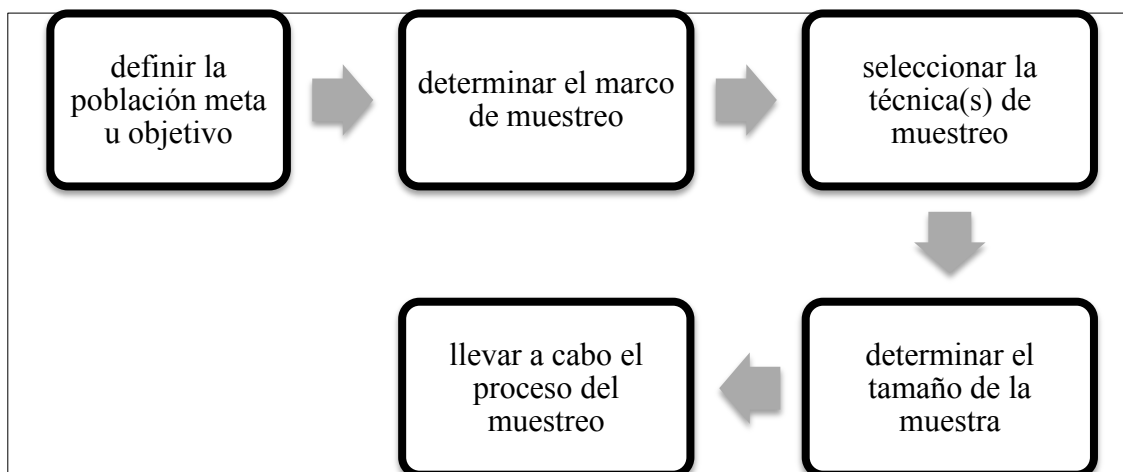 definir la
población meta
u objetivo
determinar el marco
de muestreo
seleccionar la
técnica(s) de
muestreo
determinar el
tamaño de la
muestra
llevar a cabo el
proceso del
muestreo